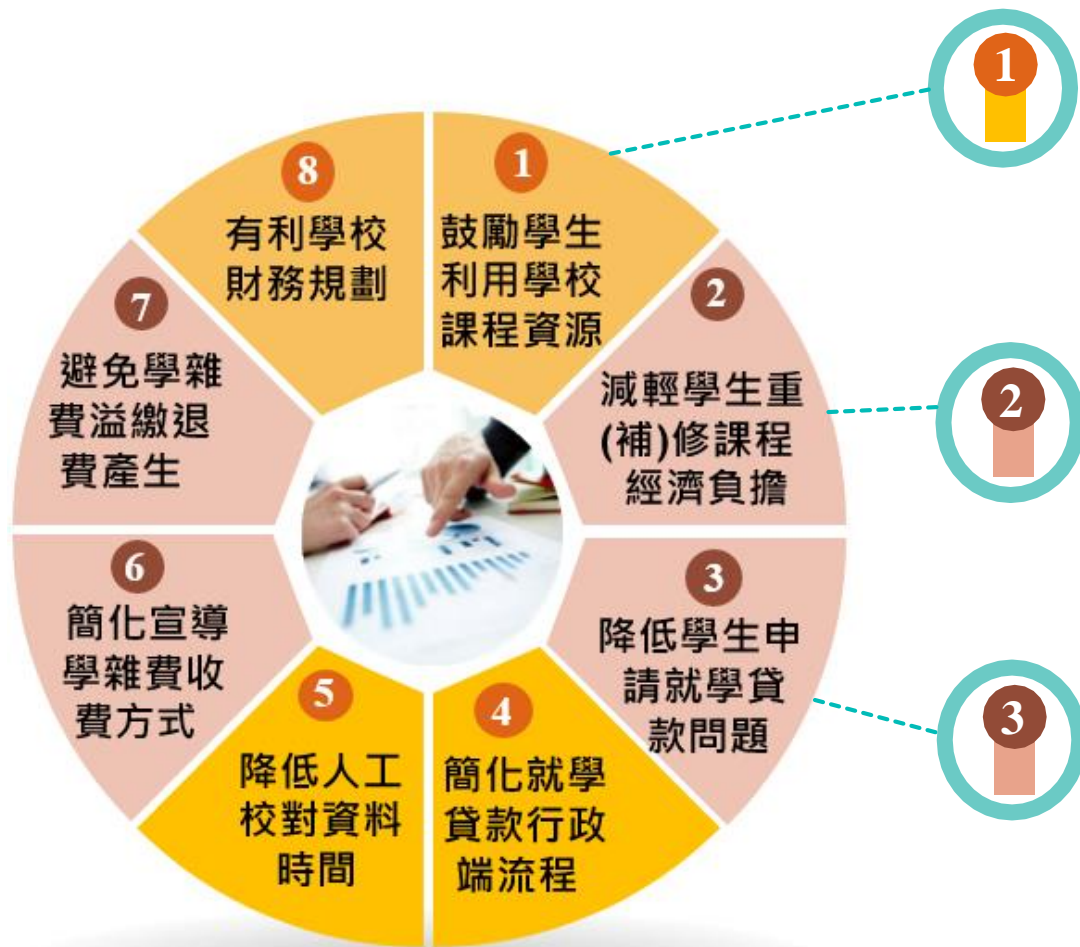 1
鼓勵學生
利用學校
課程資源
2
減輕學生重
(補)修課程
經濟負擔
3
降低學生申
請就學貸
款問題
4
簡化就學
貸款行政
端流程
5
降低人工
校對資料
時間
6
簡化宣導
學雜費收
費方式
7
避免學雜
費溢繳退
費產生
8
有利學校
財務規劃
1
2
3